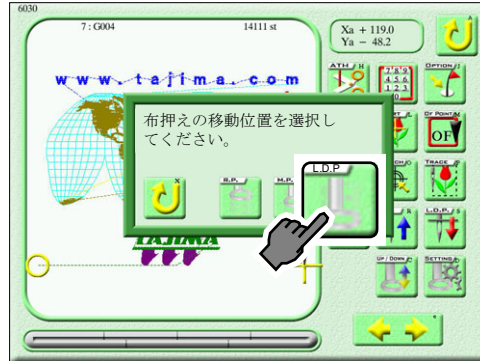 6030
7 : G004
14111 st
Xa + 119.0
Ya − 48.2
ATH / H
OPTION / I
www.tajima.com
布押えの移動位置を選択し
てください。
OF POINT / M
OF
TRACE / P
R.P.
M.P.
L.D.P
L.D.P. / S
TAJIMA
UP / DOWN
SETTING